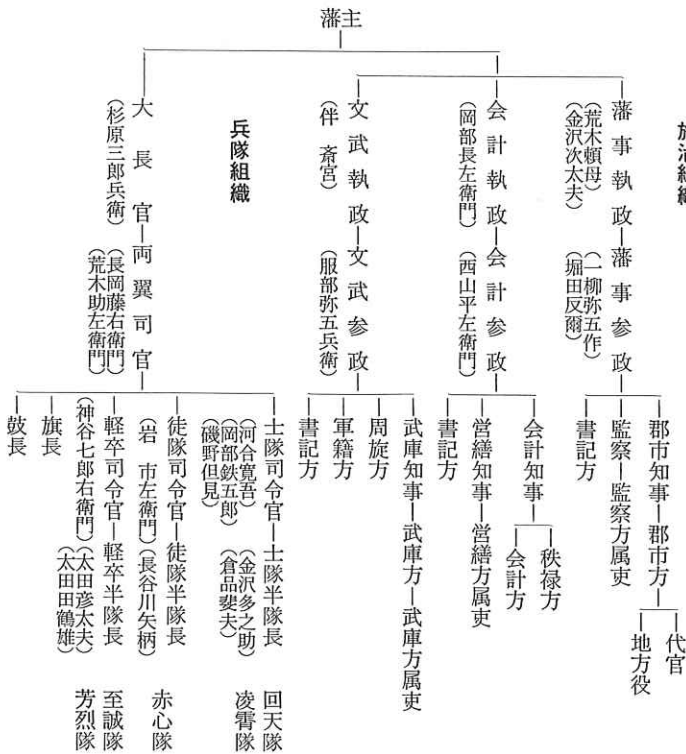 藩主
藩事執政―藩事参政
(荒木頼母) (一柳弥五作)
(金沢次太夫) (堀田反爾)
郡市知事―郡市方
代官
地方役
監察―監察方属吏
書記方
会計執政―会計参政
(岡部長左衛門) (西山平左衛門)
会計知事
秩禄方
会計方
営繕知事―営繕方属吏
書記方
文武執政―文武参政
(伴 斎宮) (服部弥五兵衛)
武庫知事―武庫方―武庫方属吏
周旋方
軍籍方
書記方
兵隊組織
大長官―両翼司官
(杉原三郎兵衛) (長岡藤右衛門)
(荒木助左衛門)
士隊司令官―士隊半隊長 回天隊
(河合寛吾) (金沢多之助) 凌霄隊
(岡部鉄五郎) (倉品斐夫)
(磯野但見)
徒隊司令官―徒隊半隊長 赤心隊
(岩 市左衛門) (長谷川矢柄)
軽卒司令官―軽卒半隊長 至誠隊
(神谷七郎右衛門) (太田彦太夫) 芳烈隊
(太田田鶴雄)
旗長
鼓長